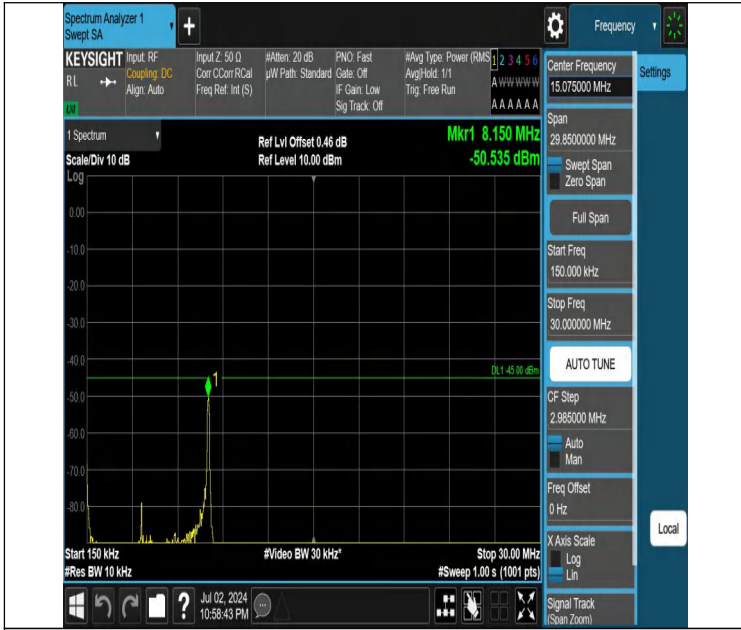 Spectrum Analyzer 1
Swept SA
+
Frequency
KEYSIGHT
RL
Input: RF
Coupling: DC
Align: Auto
Input Z: 50 Ω
Corr CCorr RCal
Freq Ref: Int (S)
#Atten: 20 dB
µW Path: Standard
PNO: Fast
Gate: Off
IF Gain: Low
Sig Track: Off
#Avg Type: Power (RMS
Avg|Hold: 1/1
Trig: Free Run
1 2 3 4 5 6
A W W W W W
A A A A A A
1 Spectrum
Scale/Div 10 dB
Ref Lvl Offset 0.46 dB
Ref Level 10.00 dBm
Mkr1 8.150 MHz
-50.535 dBm
Log
0.00
-10.0
-20.0
-30.0
-40.0
-50.0
-60.0
-70.0
-80.0
DL1 -45.00 dBm
1
Start 150 kHz
#Res BW 10 kHz
#Video BW 30 kHz*
Stop 30.00 MHz
#Sweep 1.00 s (1001 pts)
Center Frequency
15.075000 MHz
Settings
Span
29.8500000 MHz
Swept Span
Zero Span
Full Span
Start Freq
150.000 kHz
Stop Freq
30.000000 MHz
AUTO TUNE
CF Step
2.985000 MHz
Auto
Man
Freq Offset
0 Hz
Local
X Axis Scale
Log
Lin
Signal Track
(Span Zoom)
?
Jul 02, 2024
10:58:43 PM